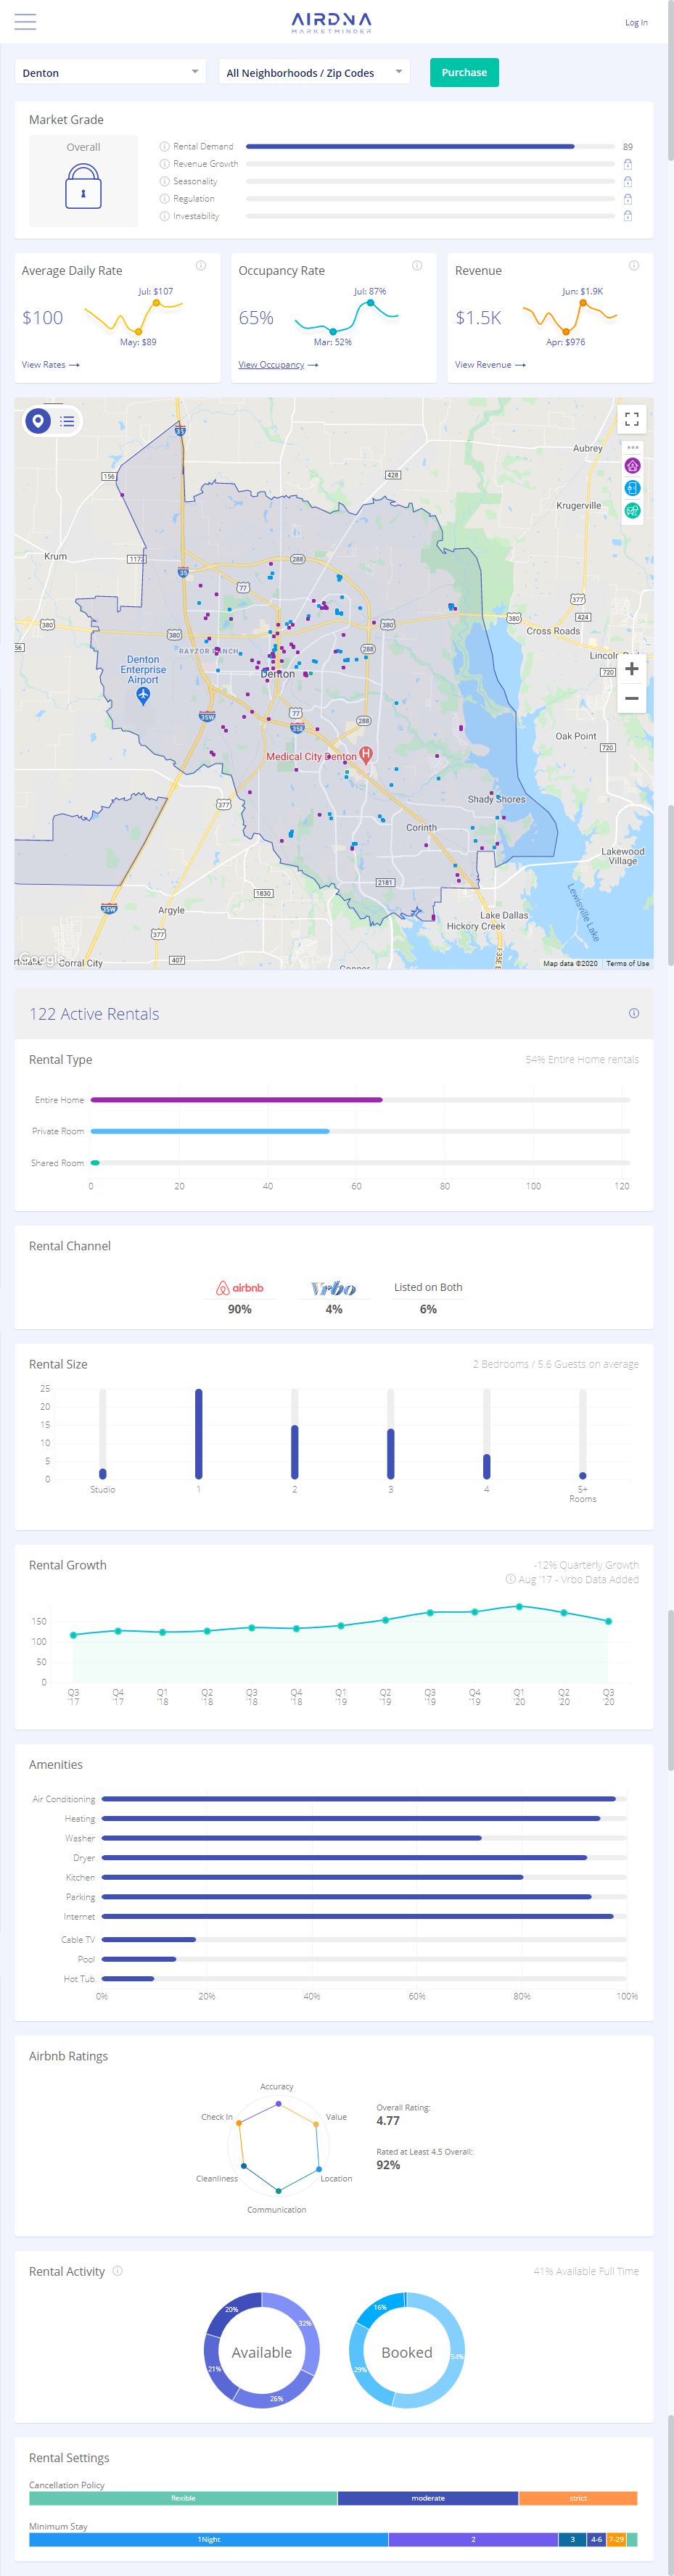 AIRDNA
MARKETMINDER
Log In
Denton
All Neighborhoods / Zip Codes
Purchase
Market Grade
Overall
Rental Demand
89
Revenue Growth
Seasonality
Regulation
Investability
Average Daily Rate
Jul: $107
$100
May: $89
View Rates
Occupancy Rate
Jul: 87%
65%
Mar: 52%
View Occupancy
Revenue
Jun: $1.9K
$1.5K
Apr: $976
View Revenue
35
Aubrey
428
156
Krugerville
Krum
1173
288
35
77
377
380
424
380
380
Cross Roads
56
RAYZOR RANCH
288
Denton
Enterprise
Airport
Denton
720
77
35W
288
35E
Oak Point
720
Medical City Denton
377
Shady Shores
Corinth
Lakewood
Village
2181
1830
35W
Argyle
Lake Dallas
Hickory Creek
Lewisville Lake
377
407
Corral City
Google
Map data ©2020
Terms of Use
122 Active Rentals
Rental Type
54% Entire Home rentals
Entire Home
Private Room
Shared Room
0 20 40 60 80 100 120
Rental Channel
airbnb
Vrbo
Listed on Both
90%
4%
6%
Rental Size
2 Bedrooms / 5.6 Guests on average
25
20
15
10
5
0
Studio 1 2 3 4 5+
Rooms
Rental Growth
-12% Quarterly Growth
Aug '17 - Vrbo Data Added
150
100
50
0
Q3 Q4 Q1 Q2 Q3 Q4 Q1 Q2 Q3 Q4 Q1 Q2 Q3
'17 '17 '18 '18 '18 '18 '19 '19 '19 '19 '20 '20 '20
Amenities
Air Conditioning
Heating
Washer
Dryer
Kitchen
Parking
Internet
Cable TV
Pool
Hot Tub
0% 20% 40% 60% 80% 100%
Airbnb Ratings
Accuracy
Check In
Value
Cleanliness
Location
Communication
Overall Rating:
4.77
Rated at Least 4.5 Overall:
92%
Rental Activity
41% Available Full Time
20%
32%
Available
21%
26%
16%
Booked
54%
29%
Rental Settings
Cancellation Policy
flexible
moderate
strict
Minimum Stay
1Night
2
3
4-6
7-29